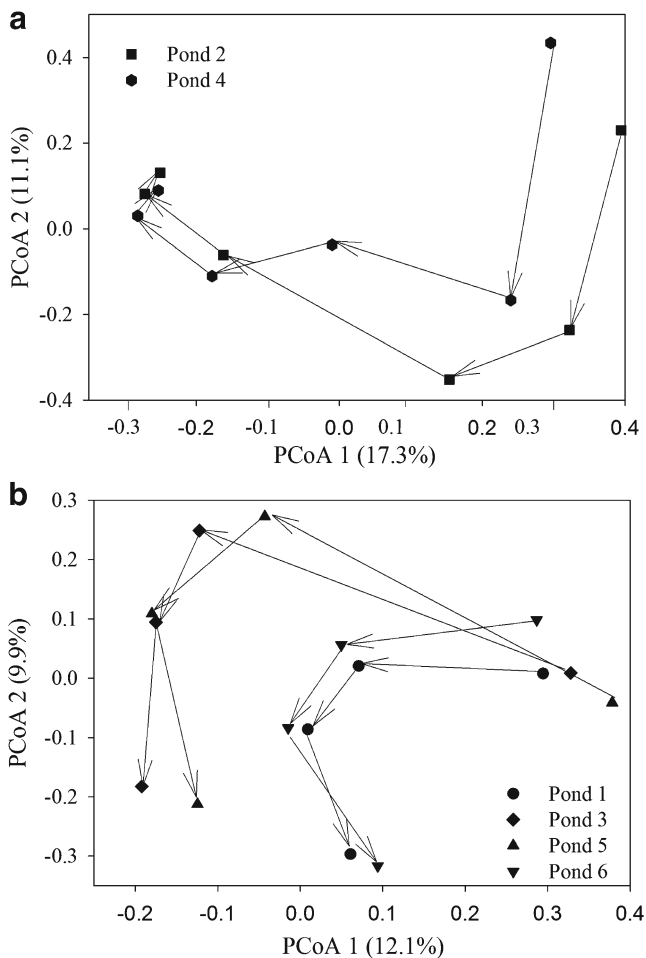 a
Pond 2
Pond 4
0.4
0.2
0.0
-0.2
-0.4
PCoA 2 (11.1%)
-0.3 -0.2 -0.1 0.0 0.1 0.2 0.3 0.4
PCoA 1 (17.3%)
b
0.3
0.2
0.1
0.0
-0.1
-0.2
-0.3
PCoA 2 (9.9%)
Pond 1
Pond 3
Pond 5
Pond 6
-0.2 -0.1 0.0 0.1 0.2 0.3 0.4
PCoA 1 (12.1%)